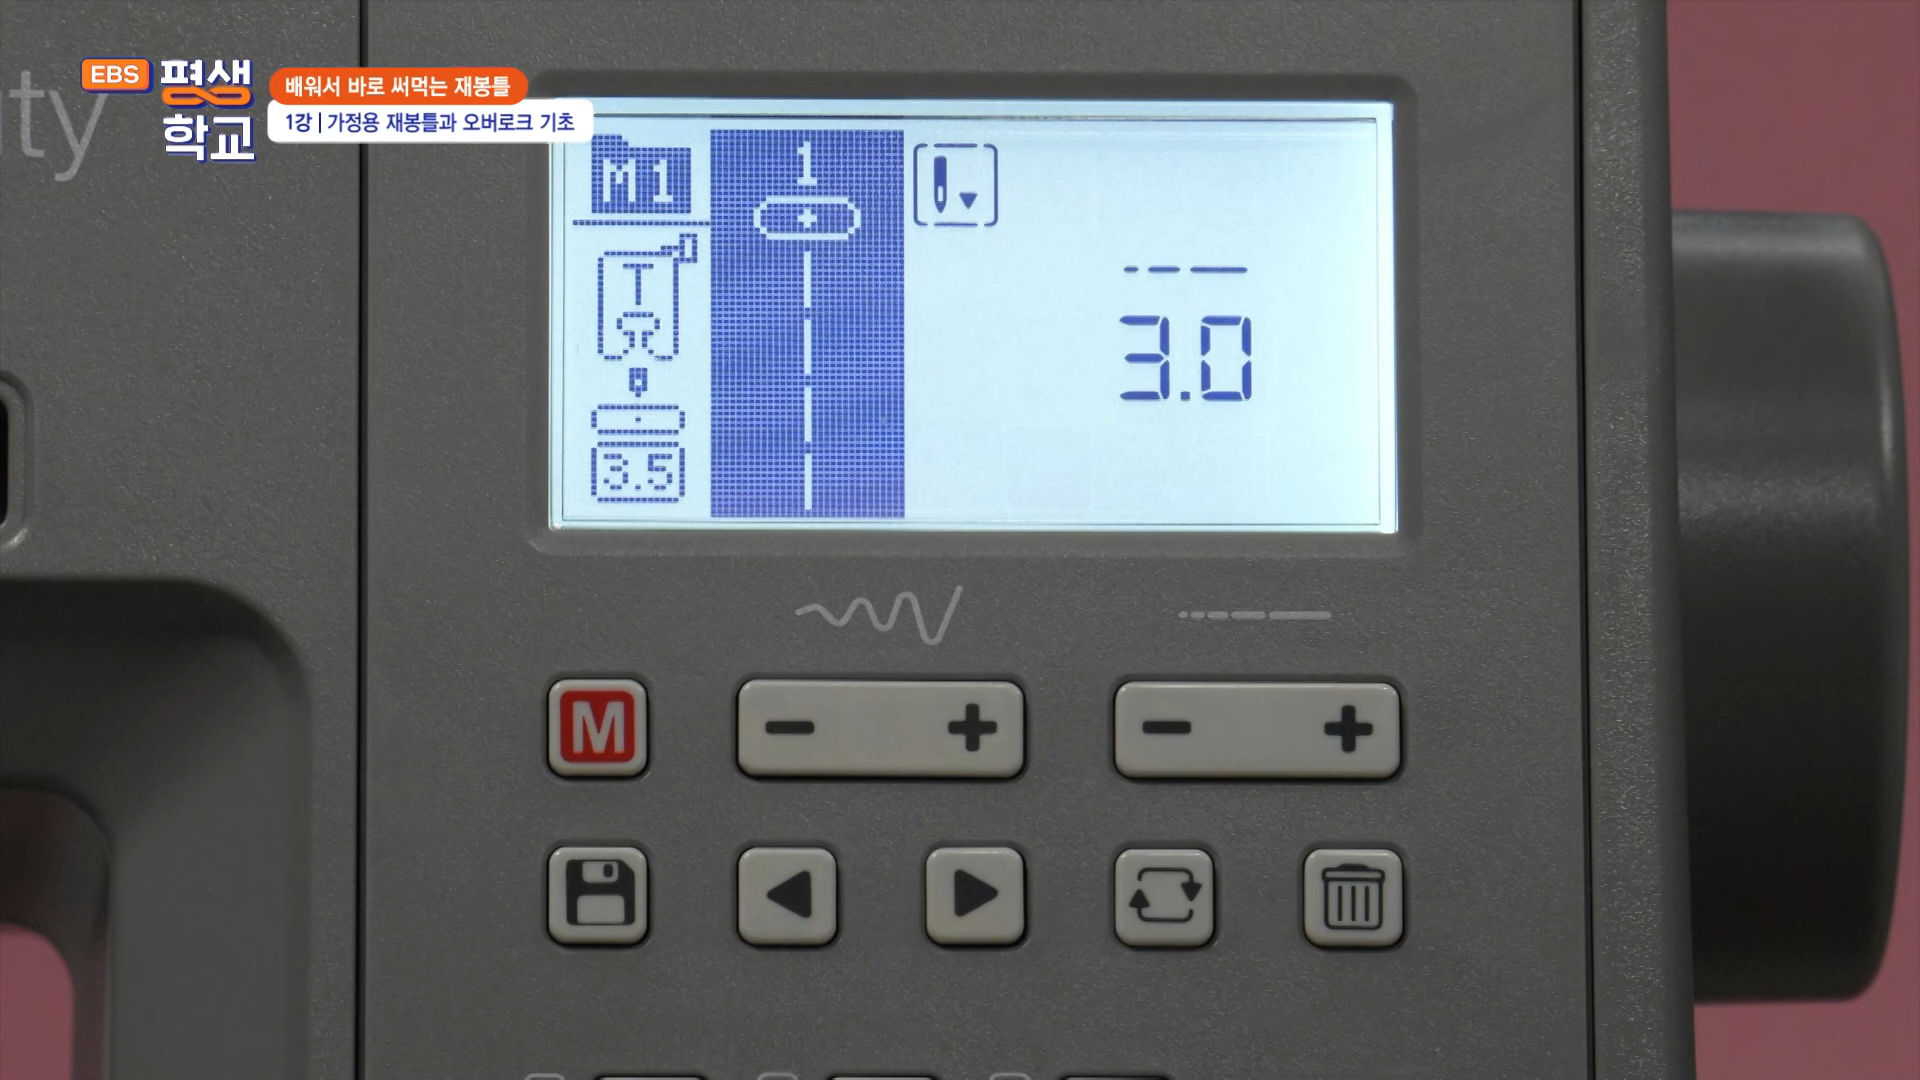 EBS 평생
학교
배워서 바로 써먹는 재봉틀
1강 | 가정용 재봉틀과 오버로크 기초
ity
M1
1
T
3.5
3.0
M